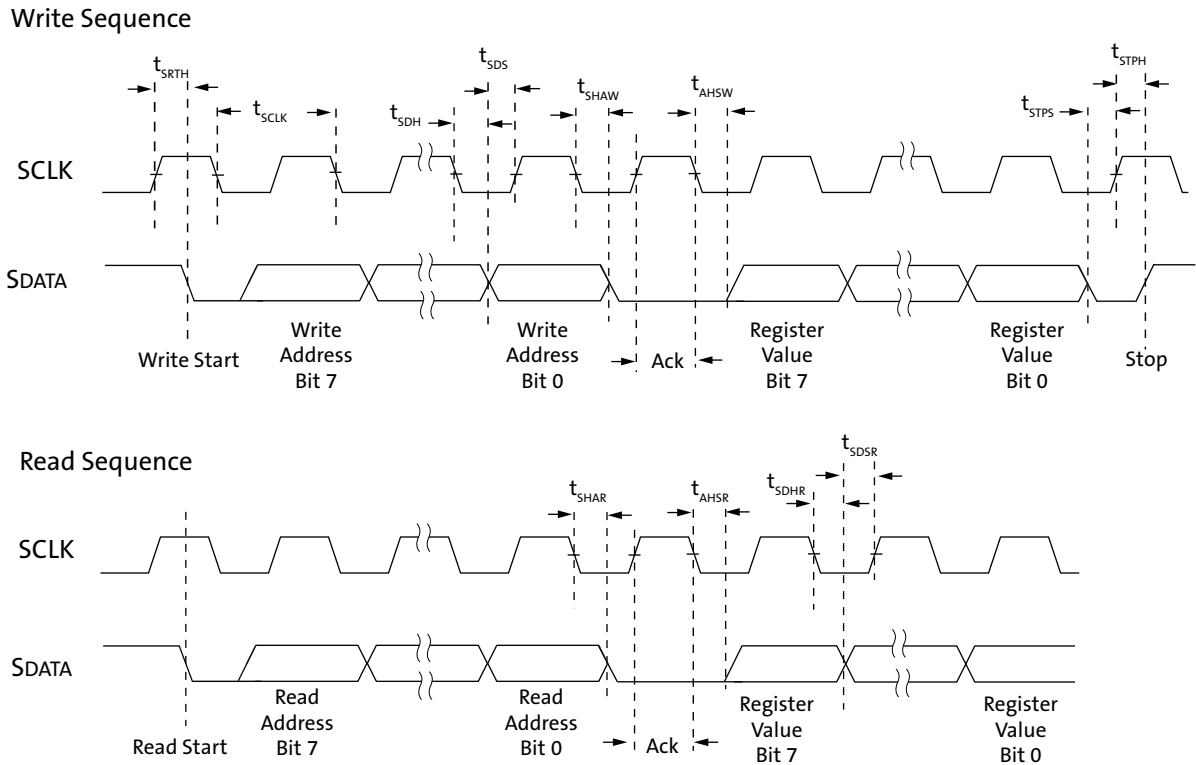 Write Sequence
tSRTH
tSCLK
tSDH
tSDS
tSHAW
tAHSW
tSTPS
tSTPH
SCLK
SDATA
Write Start
Write
Address
Bit 7
Write
Address
Bit 0
Ack
Register
Value
Bit 7
Register
Value
Bit 0
Stop
Read Sequence
tSHAR
tAHSR
tSDHR
tSDSR
SCLK
SDATA
Read Start
Read
Address
Bit 7
Read
Address
Bit 0
Ack
Register
Value
Bit 7
Register
Value
Bit 0